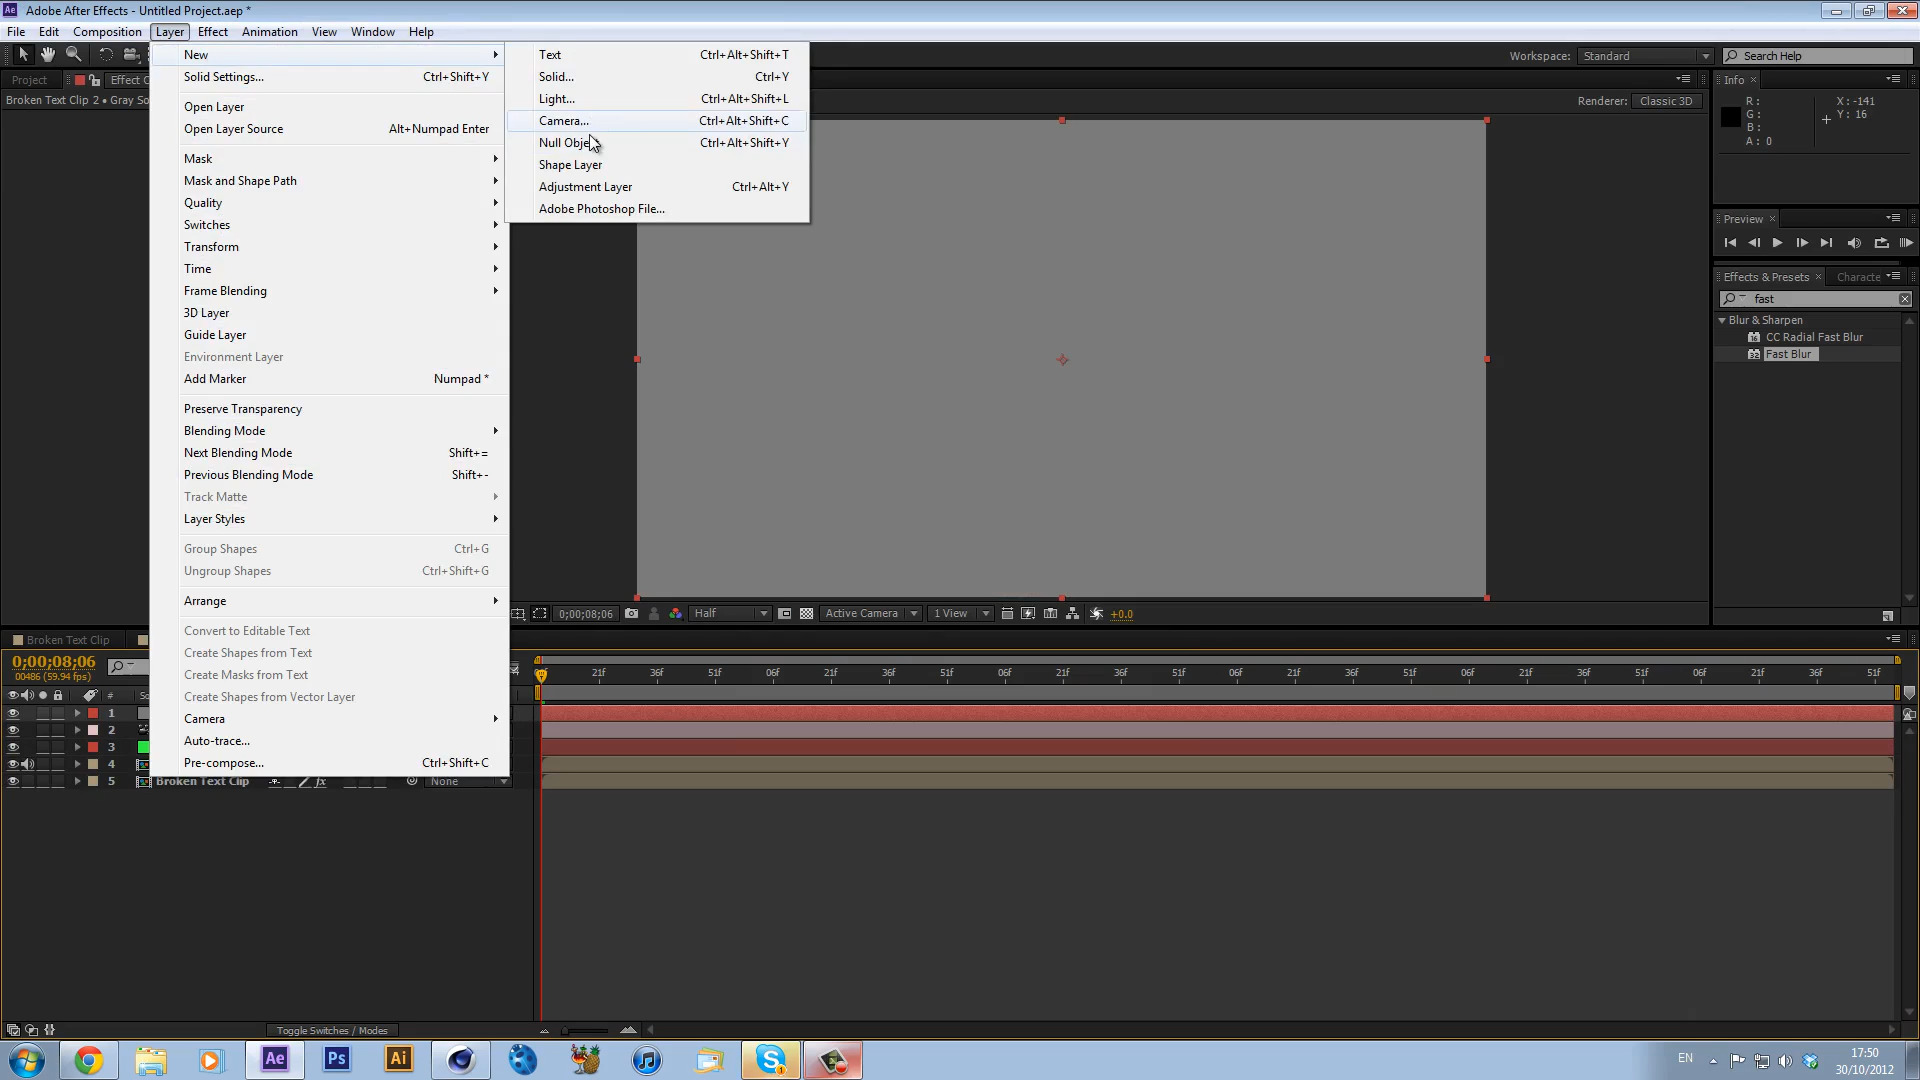 Adobe After Effects - Untitled Project.aep *
File Edit Composition Layer Effect Animation View Window Help
Workspace: Standard Search Help
Project Effect C
Broken Text Clip 2 • Gray So
New
Solid Settings... Ctrl+Shift+Y
Open Layer
Open Layer Source Alt+Numpad Enter
Mask
Mask and Shape Path
Quality
Switches
Transform
Time
Frame Blending
3D Layer
Guide Layer
Environment Layer
Add Marker Numpad *
Preserve Transparency
Blending Mode
Next Blending Mode Shift+=
Previous Blending Mode Shift+-
Track Matte
Layer Styles
Group Shapes Ctrl+G
Ungroup Shapes Ctrl+Shift+G
Arrange
Convert to Editable Text
Create Shapes from Text
Create Masks from Text
Create Shapes from Vector Layer
Camera
Auto-trace...
Pre-compose... Ctrl+Shift+C
Text Ctrl+Alt+Shift+T
Solid... Ctrl+Y
Light... Ctrl+Alt+Shift+L
Camera... Ctrl+Alt+Shift+C
Null Obje Ctrl+Alt+Shift+Y
Shape Layer
Adjustment Layer Ctrl+Alt+Y
Adobe Photoshop File...
Renderer: Classic 3D
Info
R: X: -141
G: Y: 16
B:
A: 0
Preview
Effects & Presets Characte
fast
Blur & Sharpen
CC Radial Fast Blur
Fast Blur
0;00;08;06 Half Active Camera 1 View +0.0
Broken Text Clip
0;00;08;06
00486 (59.94 fps)
21f 36f 51f 06f 21f 36f 51f 06f 21f 36f 51f 06f 21f 36f 51f 06f 21f 36f 51f
# So
1
2
3
4
5 Broken Text Clip fx None
Toggle Switches / Modes
Ae Ps Ai
EN
17:50
30/10/2012